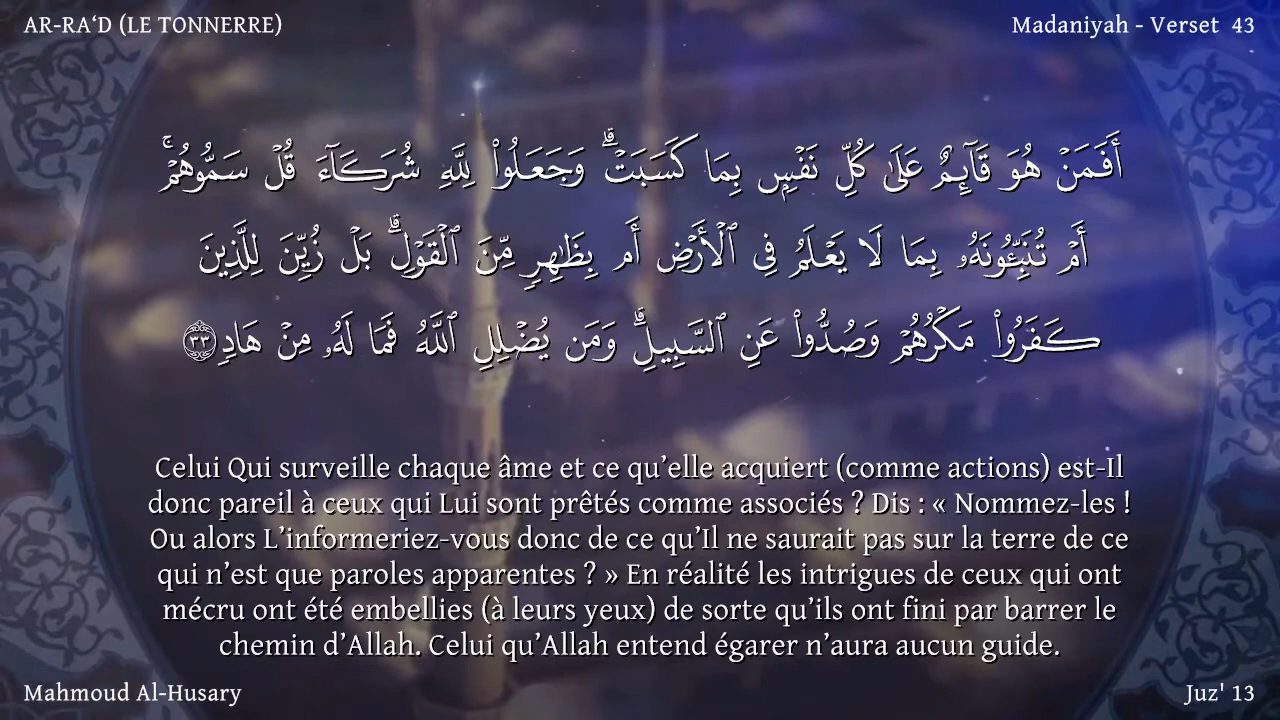 AR-RA‘D (LE TONNERRE)
Madaniyah - Verset 43
أَفَمَنْ هُوَ قَآئِمٌ عَلَىٰ كُلِّ نَفْسٍۭ بِمَا كَسَبَتْ ۗ وَجَعَلُوا۟ لِلَّهِ شُرَكَآءَ قُلْ سَمُّوهُمْ ۚ
أَمْ تُنَبِّـُٔونَهُۥ بِمَا لَا يَعْلَمُ فِى ٱلْأَرْضِ أَم بِظَـٰهِرٍۢ مِّنَ ٱلْقَوْلِ ۗ بَلْ زُيِّنَ لِلَّذِينَ
كَفَرُوا۟ مَكْرُهُمْ وَصُدُّوا۟ عَنِ ٱلسَّبِيلِ ۗ وَمَن يُضْلِلِ ٱللَّهُ فَمَا لَهُۥ مِنْ هَادٍۢ ٣٣
Celui Qui surveille chaque âme et ce qu’elle acquiert (comme actions) est-Il
donc pareil à ceux qui Lui sont prêtés comme associés ? Dis : « Nommez-les !
Ou alors L’informeriez-vous donc de ce qu’Il ne saurait pas sur la terre de ce
qui n’est que paroles apparentes ? » En réalité les intrigues de ceux qui ont
mécru ont été embellies (à leurs yeux) de sorte qu’ils ont fini par barrer le
chemin d’Allah. Celui qu’Allah entend égarer n’aura aucun guide.
Mahmoud Al-Husary
Juz' 13